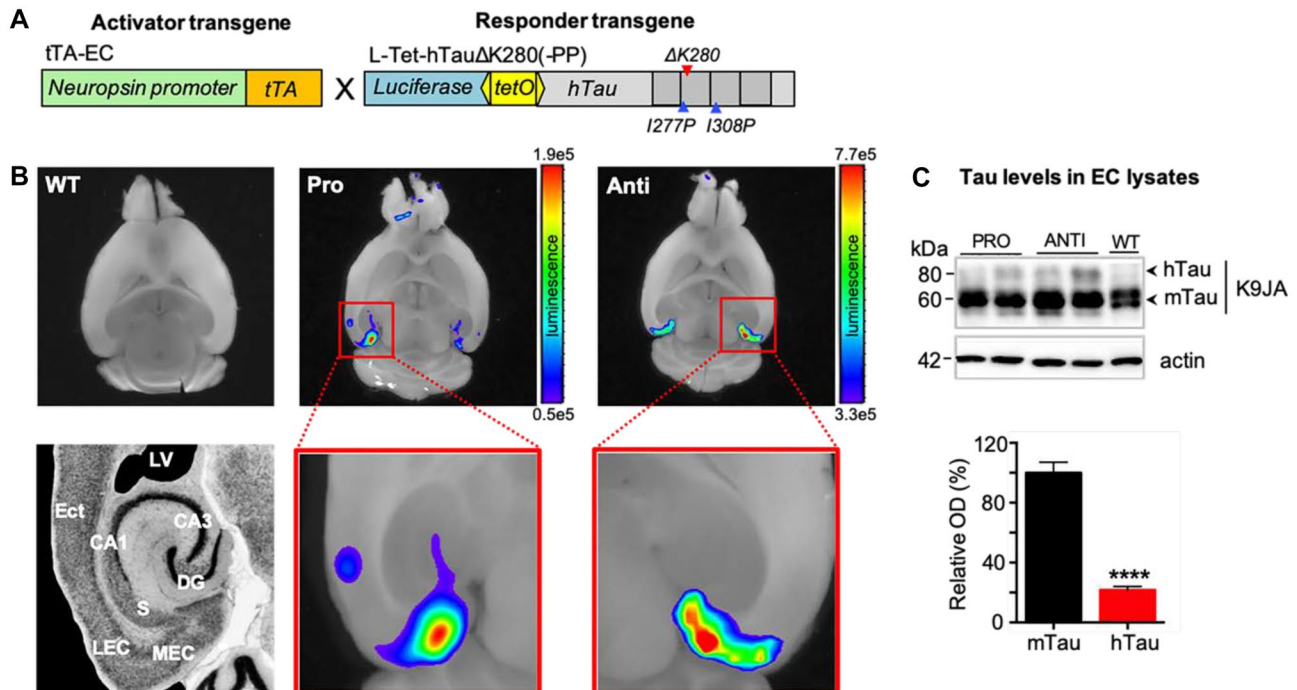 A
Activator transgene
Responder transgene
tTA-EC
L-Tet-hTauΔK280(-PP)
ΔK280
Neuropsin promoter
tTA
X
Luciferase
tetO
hTau
I277P
I308P
B
WT
Pro
1.9e5
luminescence
0.5e5
Anti
7.7e5
luminescence
3.3e5
LV
Ect
CA3
CA1
DG
S
LEC
MEC
C
Tau levels in EC lysates
PRO
ANTI
WT
kDa
80
hTau
60
mTau
K9JA
42
actin
Relative OD (%)
120
80
40
0
****
mTau
hTau